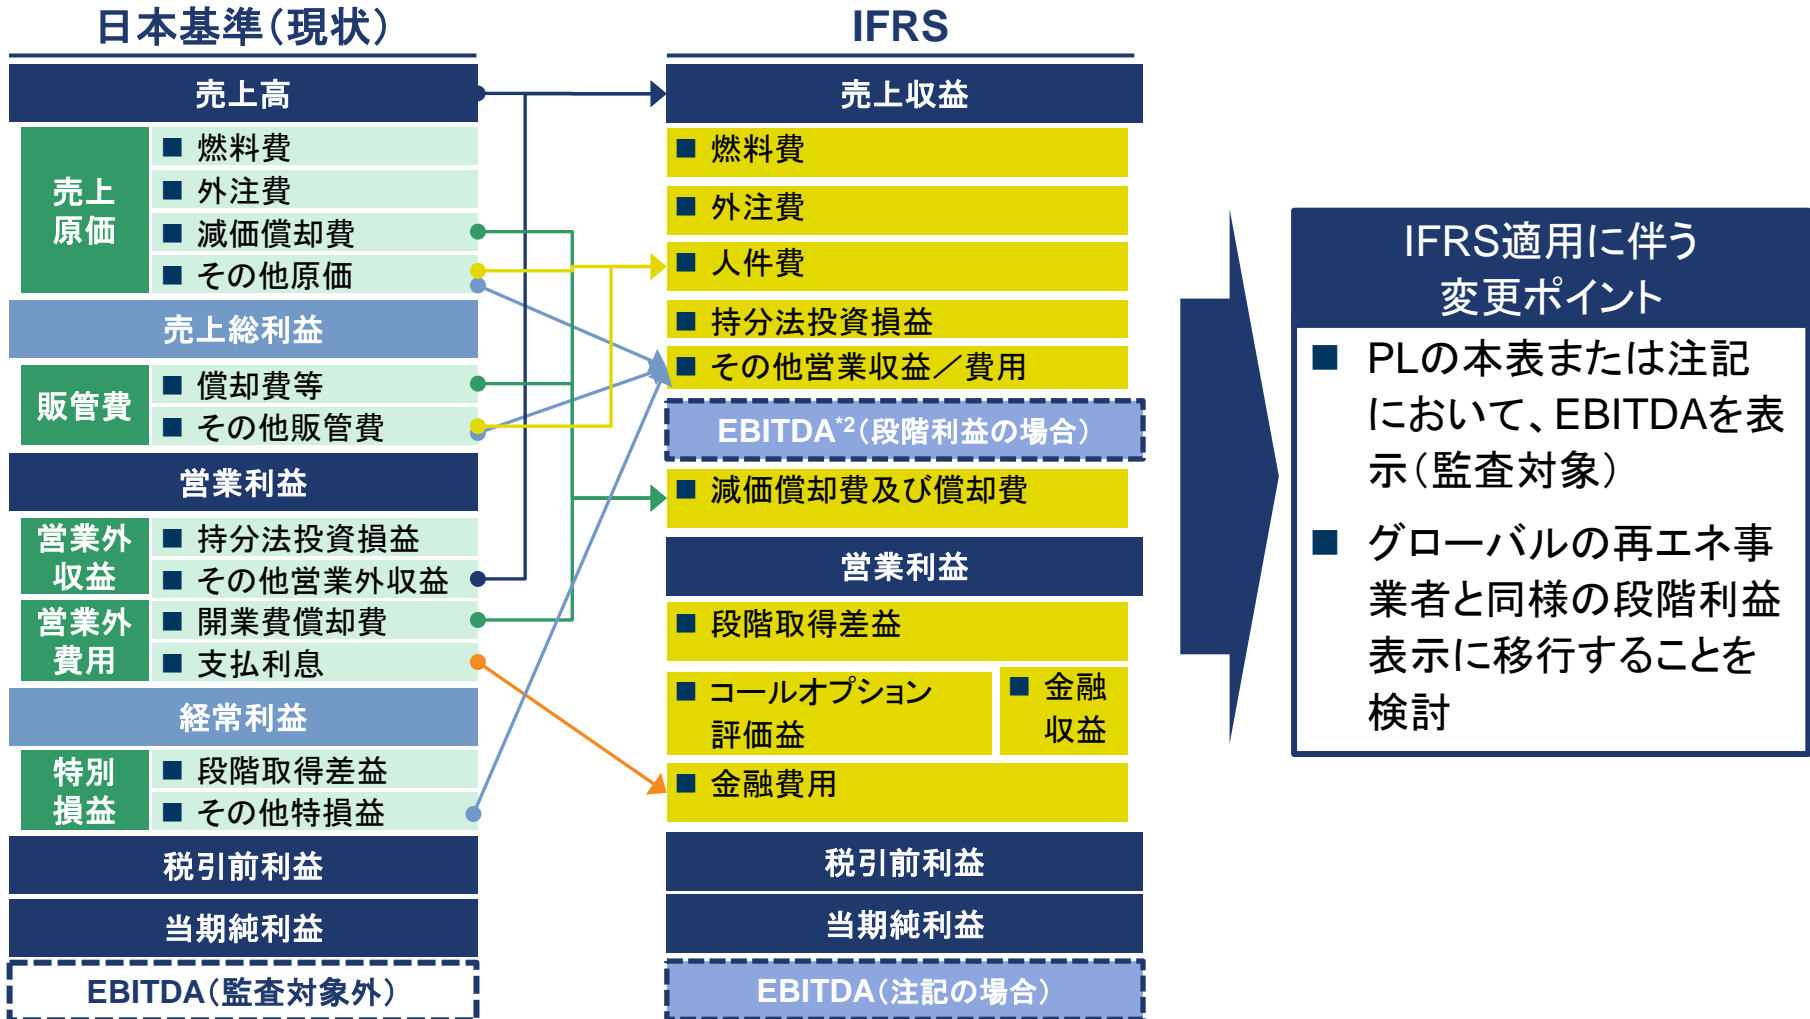 日本基準(現状)
売上高
売上
原価
■ 燃料費
■ 外注費
■ 減価償却費
■ その他原価
売上総利益
販管費
■ 償却費等
■ その他販管費
営業利益
営業外
収益
■ 持分法投資損益
■ その他営業外収益
営業外
費用
■ 開業費償却費
■ 支払利息
経常利益
特別
損益
■ 段階取得差益
■ その他特損益
税引前利益
当期純利益
EBITDA(監査対象外)
IFRS
売上収益
■ 燃料費
■ 外注費
■ 人件費
■ 持分法投資損益
■ その他営業収益/費用
EBITDA*2(段階利益の場合)
■ 減価償却費及び償却費
営業利益
■ 段階取得差益
■ コールオプション
評価益
■ 金融
収益
■ 金融費用
税引前利益
当期純利益
EBITDA(注記の場合)
IFRS適用に伴う
変更ポイント
■ PLの本表または注記
において、EBITDAを表
示(監査対象)
■ グローバルの再エネ事
業者と同様の段階利益
表示に移行することを
検討